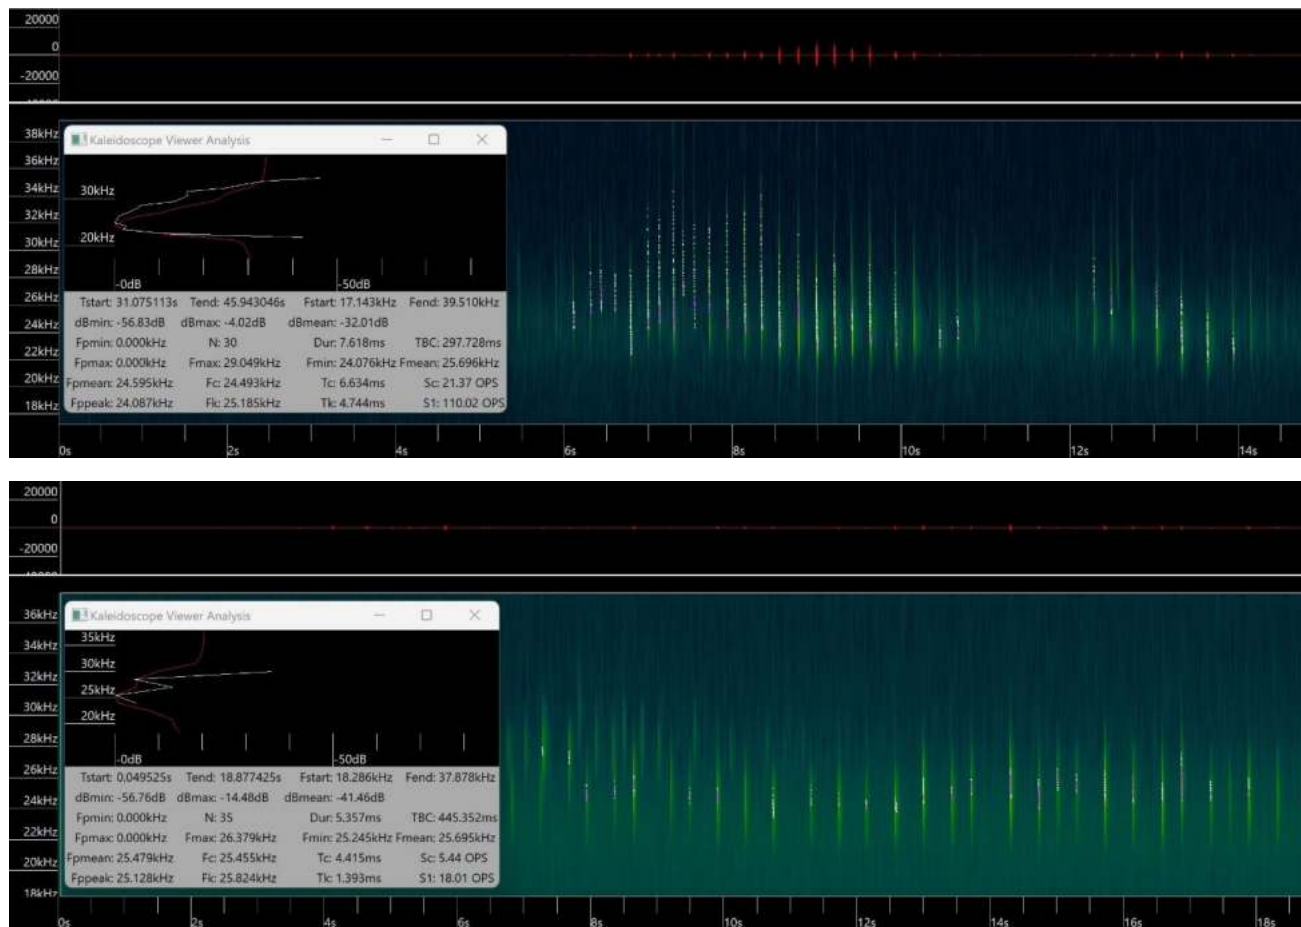 20000
0
-20000
38kHz
Kaleidoscope Viewer Analysis
36kHz
34kHz
30kHz
32kHz
20kHz
30kHz
28kHz
-0dB -50dB
26kHz
Tstart: 31.075113s Tend: 45.943046s Fstart: 17.143kHz Fend: 39.510kHz
24kHz
dBmin: -56.83dB dBmax: -4.02dB dBmean: -32.01dB
Fpmin: 0.000kHz N: 30 Dur: 7.618ms TBC: 297.728ms
22kHz
Fpmax: 0.000kHz Fmax: 29.049kHz Fmin: 24.076kHz Fmean: 25.696kHz
20kHz
Fpmean: 24.595kHz Fc: 24.493kHz Tc: 6.634ms Sc: 21.37 OPS
18kHz
Fppeak: 24.087kHz Fk: 25.185kHz Tk: 4.744ms S1: 110.02 OPS
0s 2s 4s 6s 8s 10s 12s 14s
20000
0
-20000
36kHz
Kaleidoscope Viewer Analysis
35kHz
34kHz
30kHz
32kHz
25kHz
30kHz
20kHz
28kHz
-0dB -50dB
26kHz
Tstart: 0.049525s Tend: 18.877425s Fstart: 18.286kHz Fend: 37.878kHz
24kHz
dBmin: -56.76dB dBmax: -14.48dB dBmean: -41.46dB
Fpmin: 0.000kHz N: 35 Dur: 5.357ms TBC: 445.352ms
22kHz
Fpmax: 0.000kHz Fmax: 26.379kHz Fmin: 25.245kHz Fmean: 25.695kHz
20kHz
Fpmean: 25.479kHz Fc: 25.455kHz Tc: 4.415ms Sc: 5.44 OPS
Fppeak: 25.128kHz Fk: 25.824kHz Tk: 1.393ms S1: 18.01 OPS
18kHz
0s 2s 4s 6s 8s 10s 12s 14s 16s 18s